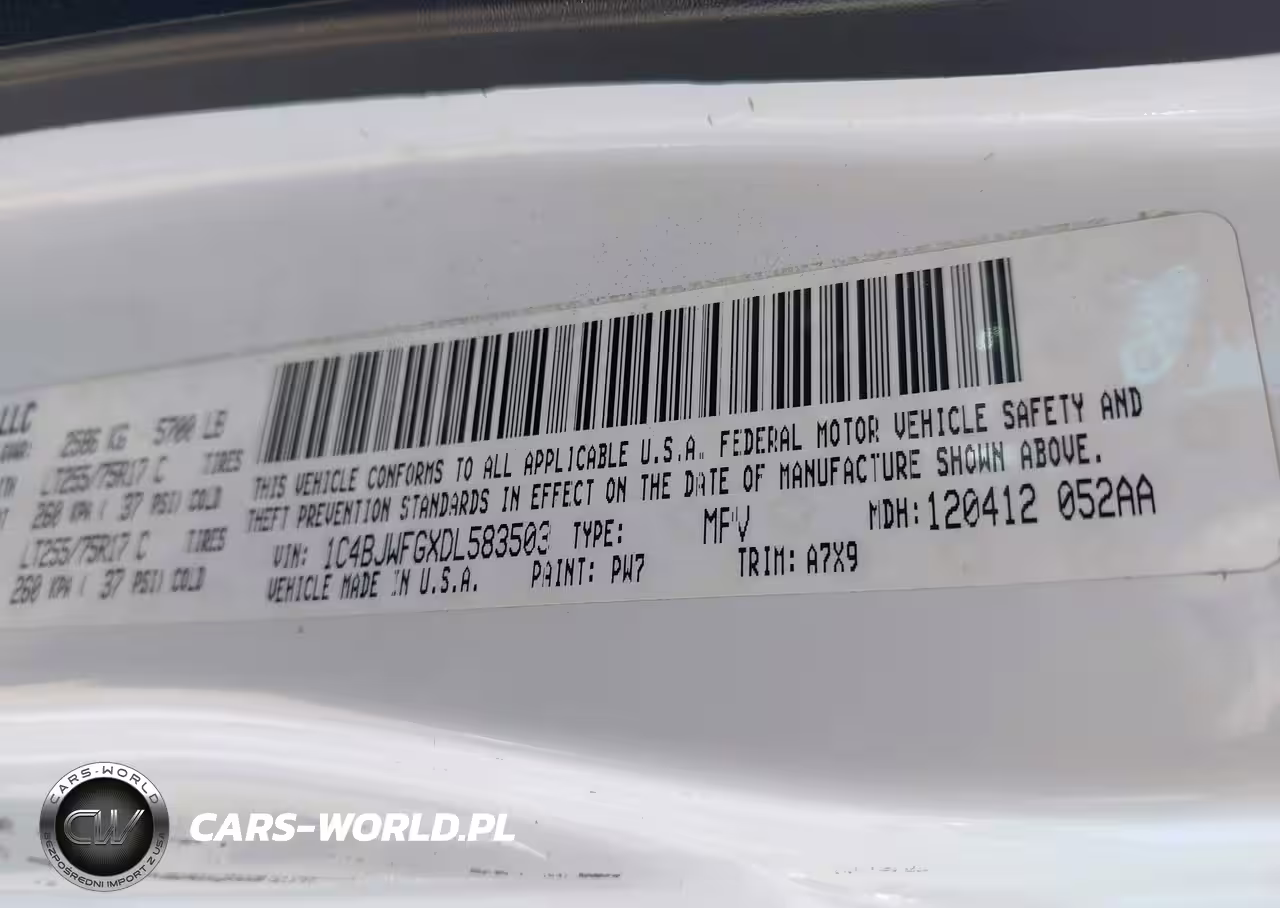 LLC
2586 KG 5700 LB
LT255/75R17 C TIRES
260 KPA ( 37 PSI) COLD
LT255/75R17 C TIRES
260 KPA ( 37 PSI) COLD
THIS VEHICLE CONFORMS TO ALL APPLICABLE U.S.A. FEDERAL MOTOR VEHICLE SAFETY AND
THEFT PREVENTION STANDARDS IN EFFECT ON THE DATE OF MANUFACTURE SHOWN ABOVE.
VIN: 1C4BJWFGXDL583503 TYPE: MPV MDH: 120412 052AA
VEHICLE MADE IN U.S.A. PAINT: PW7 TRIM: A7X9
CARS-WORLD
CW
BEZPOŚREDNI IMPORT Z USA
CARS-WORLD.PL